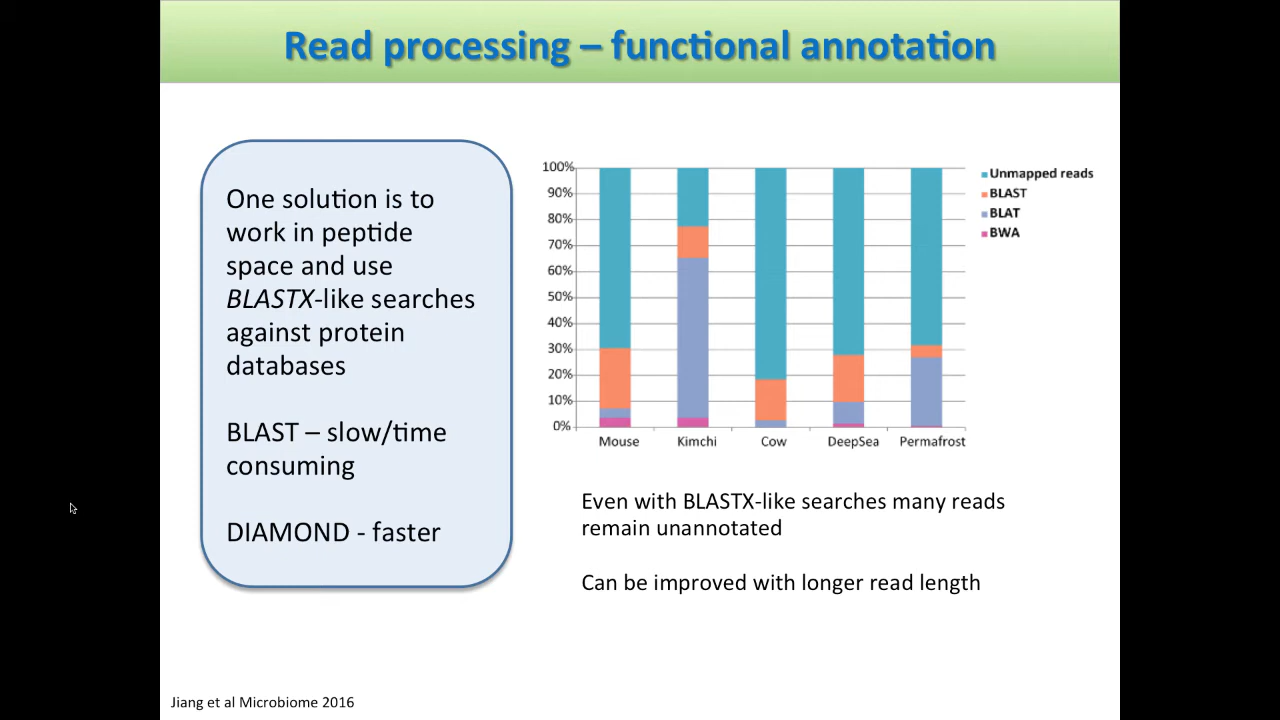 Read processing – functional annotation
One solution is to
work in peptide
space and use
BLASTX-like searches
against protein
databases
BLAST – slow/time
consuming
DIAMOND - faster
100%
90%
80%
70%
60%
50%
40%
30%
20%
10%
0%
Mouse Kimchi Cow DeepSea Permafrost
Unmapped reads
BLAST
BLAT
BWA
Even with BLASTX-like searches many reads
remain unannotated
Can be improved with longer read length
Jiang et al Microbiome 2016